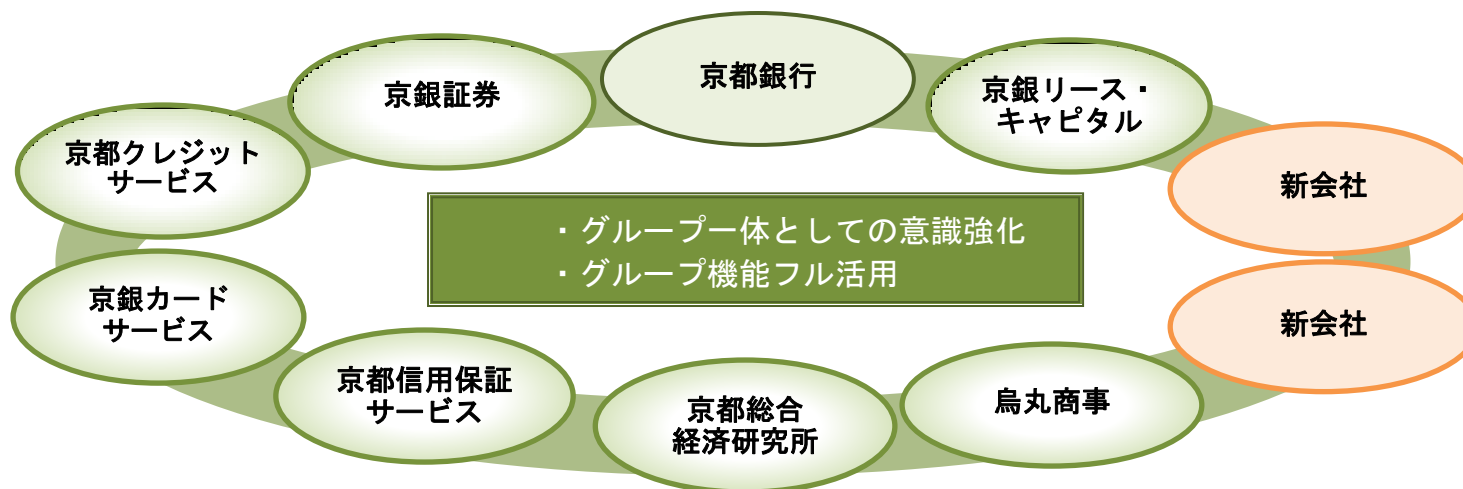 京都銀行
京銀証券
京銀リース・
キャピタル
京都クレジット
サービス
新会社
・グループ一体としての意識強化
・グループ機能フル活用
京銀カード
サービス
新会社
京都信用保証
サービス
京都総合
経済研究所
烏丸商事